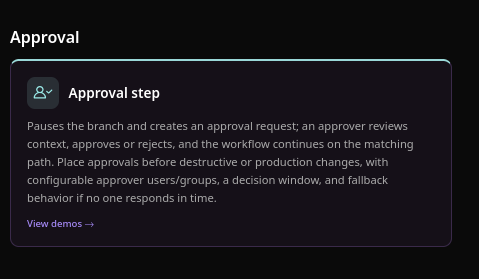 Approval
Approval step
Pauses the branch and creates an approval request; an approver reviews
context, approves or rejects, and the workflow continues on the matching
path. Place approvals before destructive or production changes, with
configurable approver users/groups, a decision window, and fallback
behavior if no one responds in time.
View demos →